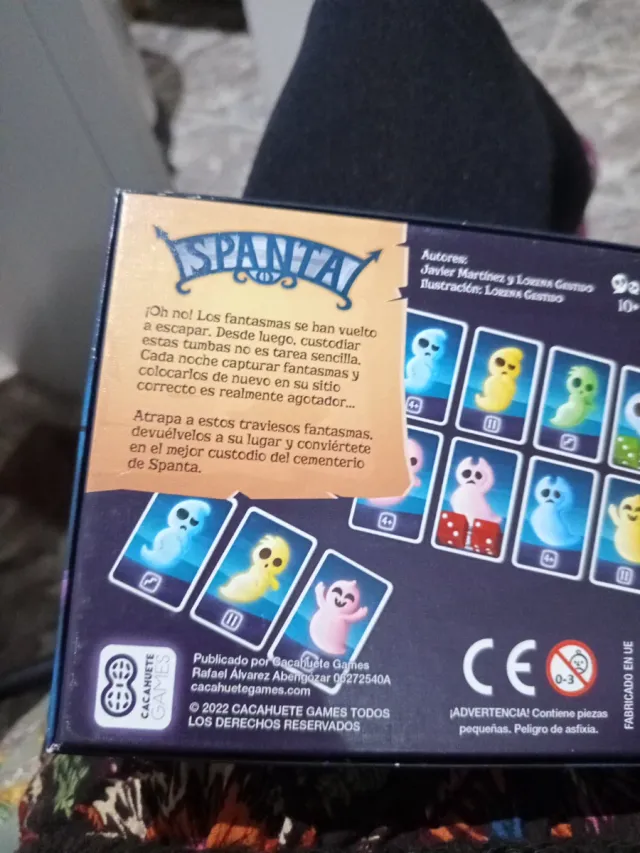 SPANTA
¡Oh no! Los fantasmas se han vuelto
a escapar. Desde luego, custodiar
estas tumbas no es tarea sencilla.
Cada noche capturar fantasmas y
colocarlos de nuevo en su sitio
correcto es realmente agotador...
Atrapa a estos traviesos fantasmas,
devuélvelos a su lugar y conviértete
en el mejor custodio del cementerio
de Spanta.
Autores:
Javier Martínez y Lorena Gestido
Ilustración: Lorena Gestido
10+
4+
4+
4+
CACAHUETE
GAMES
Publicado por Cacahuete Games
Rafael Álvarez Abengózar 06272540A
cacahuetegames.com
© 2022 CACAHUETE GAMES TODOS
LOS DERECHOS RESERVADOS
CE
0-3
¡ADVERTENCIA! Contiene piezas
pequeñas. Peligro de asfixia.
FABRICADO EN UE